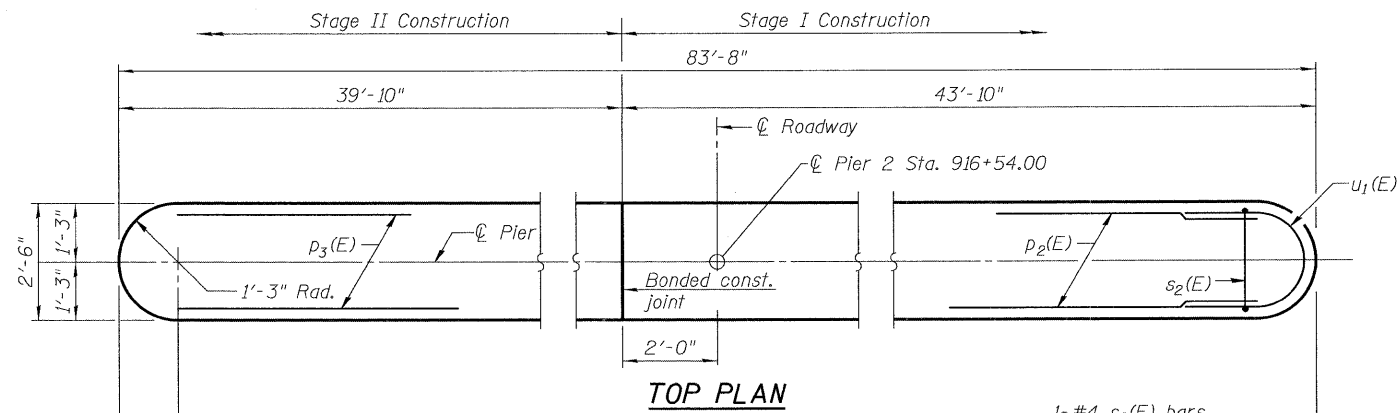 Stage II Construction
Stage I Construction
83'-8"
39'-10"
43'-10"
℄ Roadway
℄ Pier 2 Sta. 916+54.00
u1(E)
2'-6"
1'-3"
1'-3"
p3(E)
℄ Pier
1'-3" Rad.
Bonded const.
joint
p2(E)
s2(E)
2'-0"
TOP PLAN